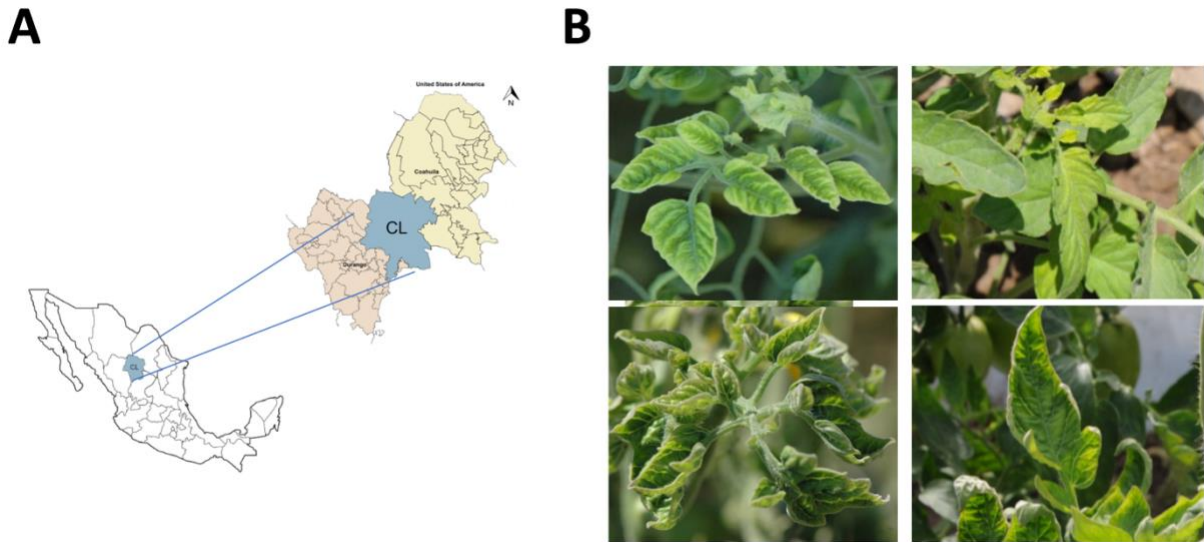 A
B
United States of America
N
Coahuila
CL
Durango
CL